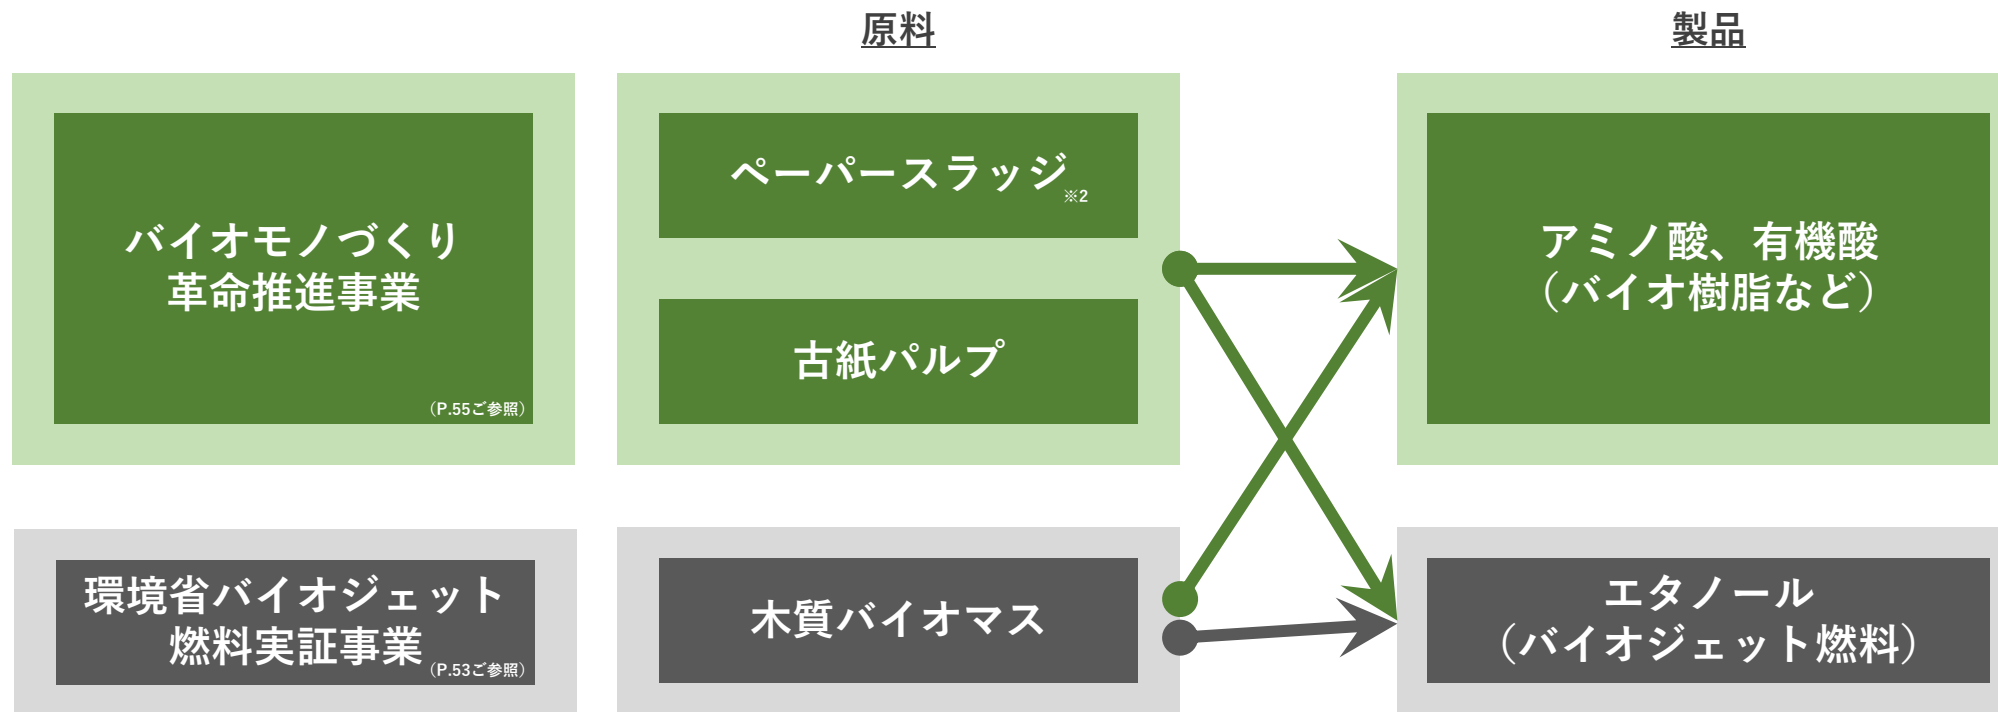 原料
製品
バイオモノづくり
革命推進事業
（P.55ご参照）
ペーパースラッジ※2
古紙パルプ
アミノ酸、有機酸
（バイオ樹脂など）
環境省バイオジェット
燃料実証事業
（P.53ご参照）
木質バイオマス
エタノール
（バイオジェット燃料）